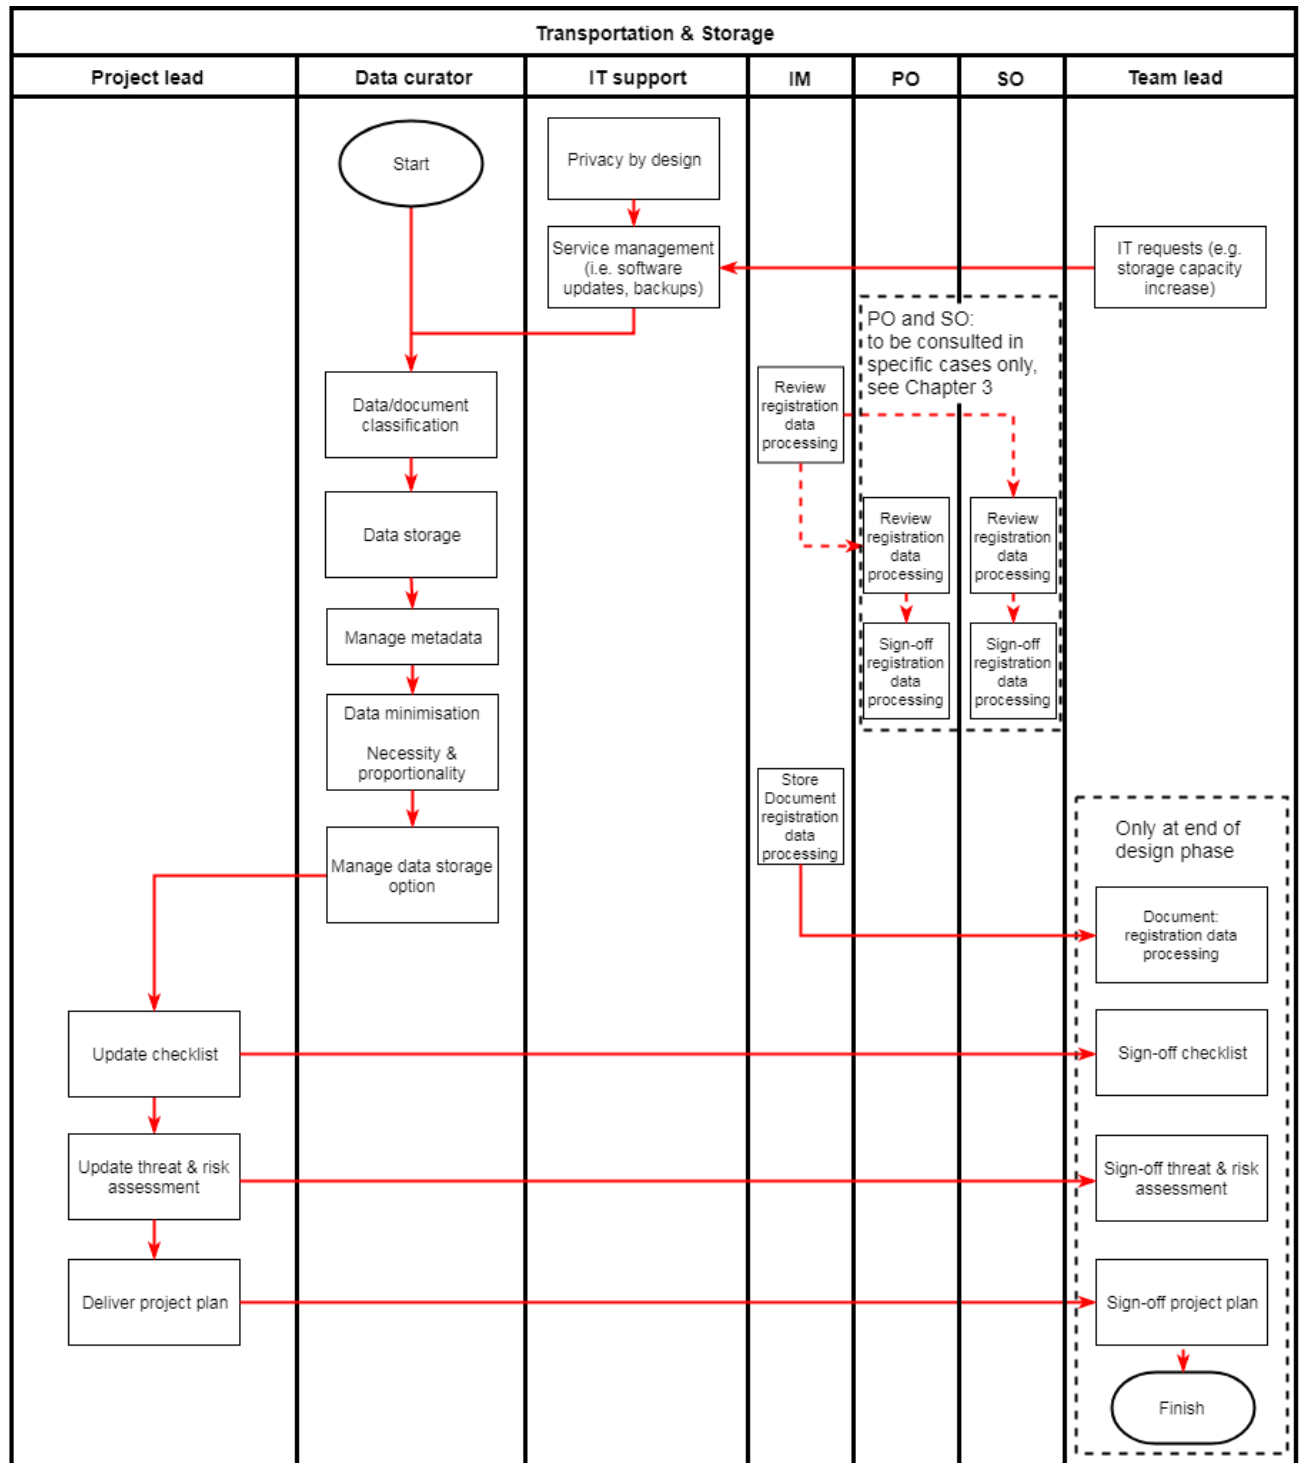 Transportation & Storage
Project lead
Data curator
IT support
IM
PO
SO
Team lead
Start
Privacy by design
Service management
(i.e. software
updates, backups)
IT requests (e.g.
storage capacity
increase)
PO and SO:
to be consulted in
specific cases only,
see Chapter 3
Data/document
classification
Review
registration
data
processing
Data storage
Review
registration
data
processing
Review
registration
data
processing
Manage metadata
Sign-off
registration
data
processing
Sign-off
registration
data
processing
Data minimisation
Necessity &
proportionality
Store
Document
registration
data
processing
Only at end of
design phase
Manage data storage
option
Document:
registration data
processing
Update checklist
Sign-off checklist
Update threat & risk
assessment
Sign-off threat & risk
assessment
Deliver project plan
Sign-off project plan
Finish